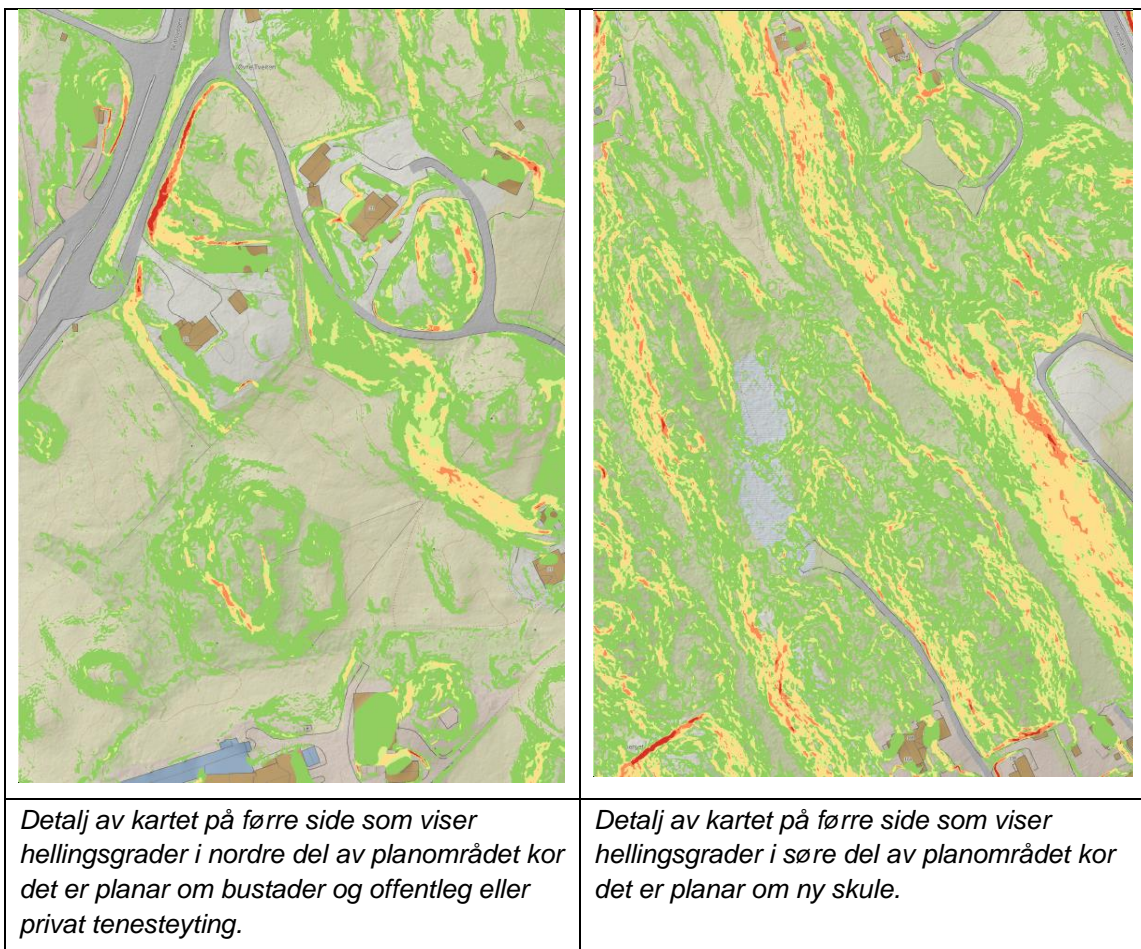 Detalj av kartet på førre side som viser
hellingsgrader i nordre del av planområdet kor
det er planar om bustader og offentleg eller
privat tenesteyting.
Detalj av kartet på førre side som viser
hellingsgrader i søre del av planområdet kor
det er planar om ny skule.